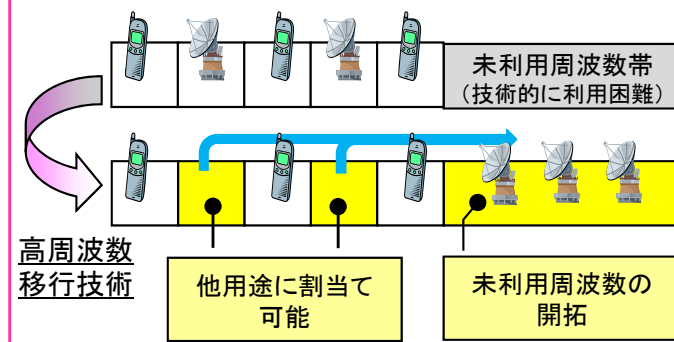 未利用周波数帯
（技術的に利用困難）
高周波数
移行技術
他用途に割当て
可能
未利用周波数の
開拓